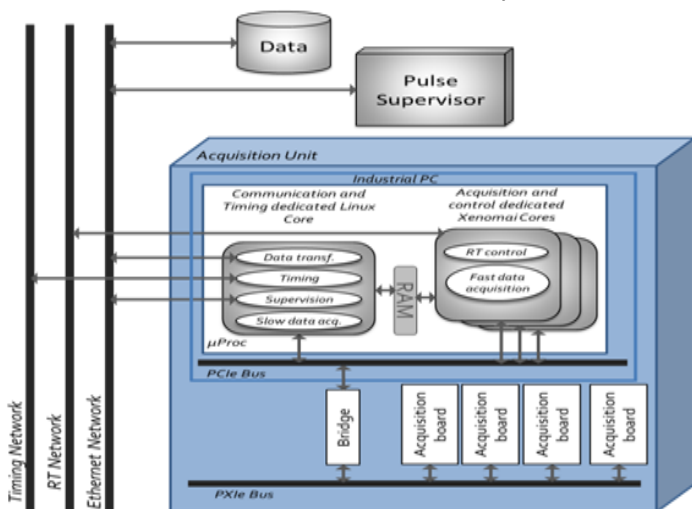 Data
Pulse
Supervisor
Acquisition Unit
Industrial PC
Communication and
Timing dedicated Linux
Core
Acquisition and
control dedicated
Xenomai Cores
Data transf.
Timing
Supervision
Slow data acq.
RAM
RT control
Fast data
acquisition
µProc
PCIe Bus
Bridge
Acquisition
board
Acquisition
board
Acquisition
board
Acquisition
board
PXIe Bus
Timing Network
RT Network
Ethernet Network